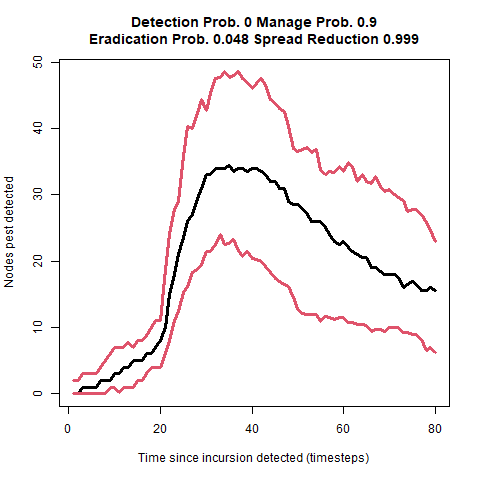 Detection Prob. 0 Manage Prob. 0.9
Eradication Prob. 0.048 Spread Reduction 0.999
Nodes pest detected
50
40
30
20
10
0
0 20 40 60 80
Time since incursion detected (timesteps)